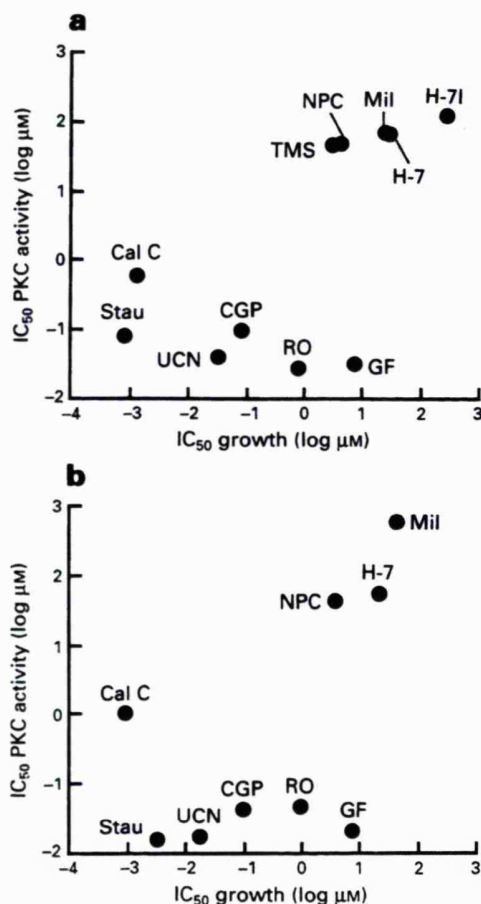 a
3
NPC Mil H-7I
2
TMS
H-7
1
IC50 PKC activity (log µM)
Cal C
0
Stau
CGP
-1
UCN
RO
GF
-2
-4 -3 -2 -1 0 1 2 3
IC50 growth (log µM)
b
3
Mil
2
H-7
NPC
1
IC50 PKC activity (log µM)
Cal C
0
CGP RO
-1
Stau UCN GF
-2
-4 -3 -2 -1 0 1 2 3
IC50 growth (log µM)